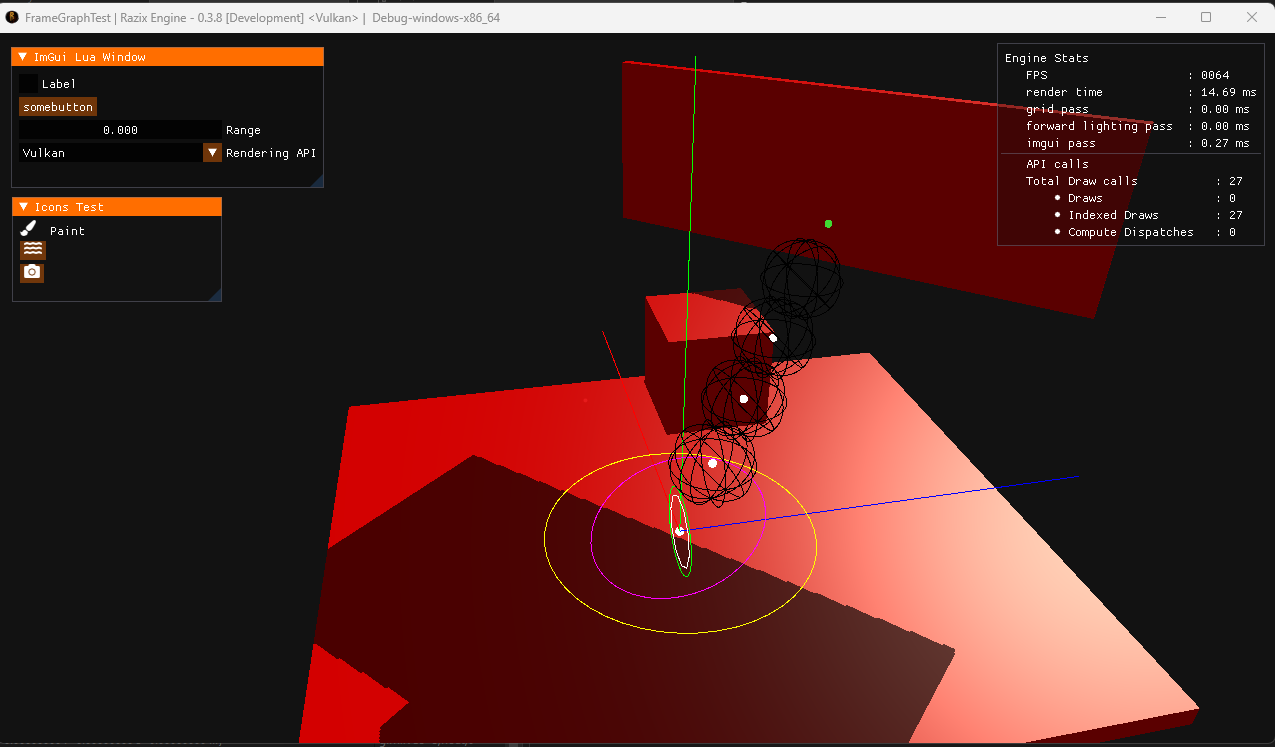 FrameGraphTest | Razix Engine - 0.3.8 [Development] <Vulkan> | Debug-windows-x86_64
ImGui Lua Window
Label
somebutton
0.000 Range
Vulkan Rendering API
Icons Test
Paint
Engine Stats
FPS : 0064
render time : 14.69 ms
grid pass : 0.00 ms
forward lighting pass : 0.00 ms
imgui pass : 0.27 ms
API calls
Total Draw calls : 27
Draws : 0
Indexed Draws : 27
Compute Dispatches : 0